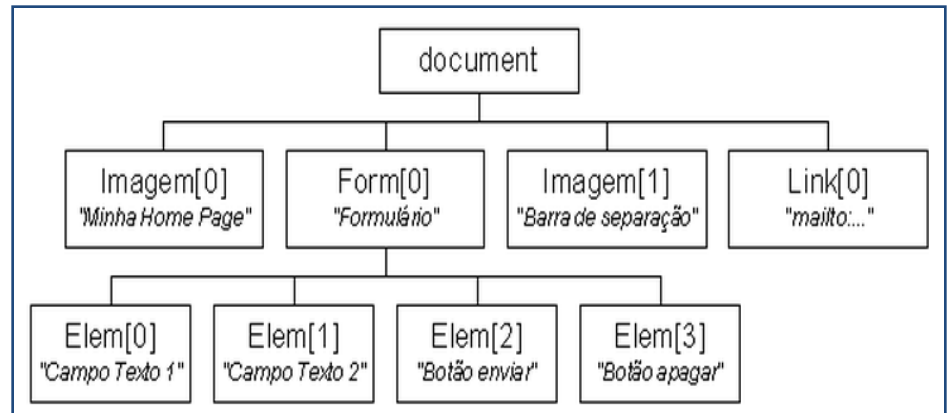 document
Imagem[0]
"Minha Home Page"
Form[0]
"Formulário"
Imagem[1]
"Barra de separação"
Link[0]
"mailto:..."
Elem[0]
"Campo Texto 1"
Elem[1]
"Campo Texto 2"
Elem[2]
"Botão enviar"
Elem[3]
"Botão apagar"